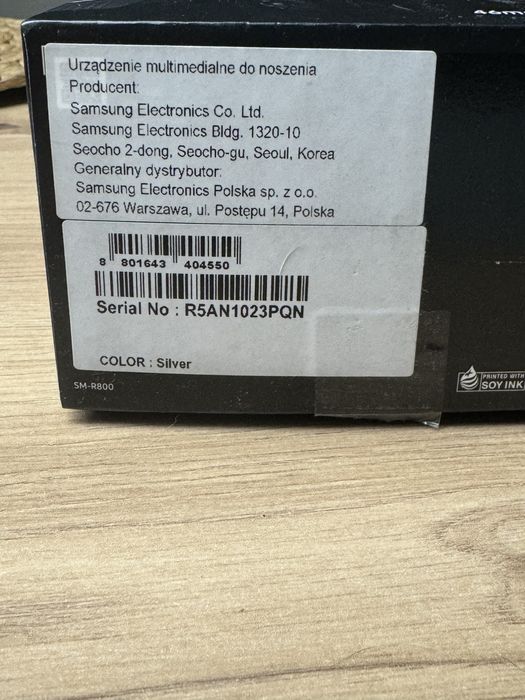 46m
Urządzenie multimedialne do noszenia
Producent:
Samsung Electronics Co. Ltd.
Samsung Electronics Bldg. 1320-10
Seocho 2-dong, Seocho-gu, Seoul, Korea
Generalny dystrybutor:
Samsung Electronics Polska sp. z o.o.
02-676 Warszawa, ul. Postępu 14, Polska
8 801643 404550
Serial No : R5AN1023PQN
COLOR : Silver
SM-R800
PRINTED WITH
SOY INK